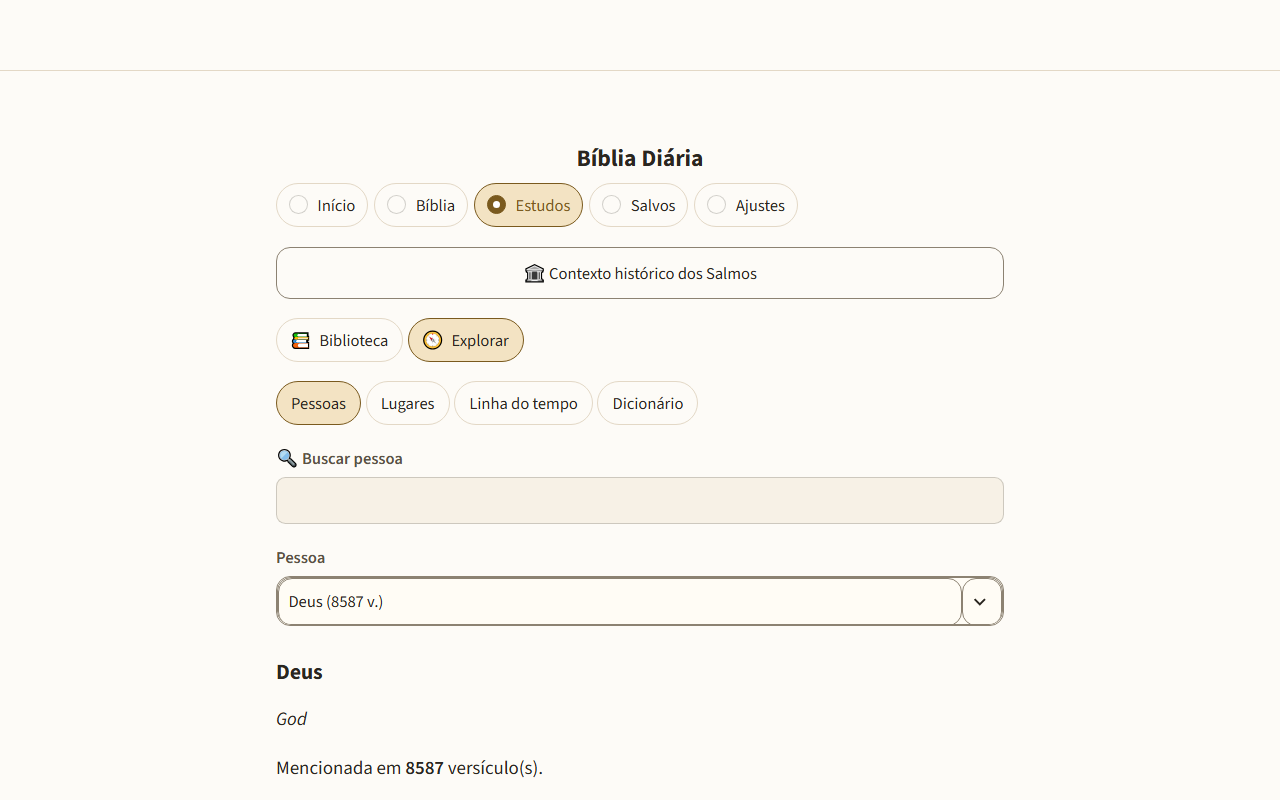 Bíblia Diária
Início Bíblia Estudos Salvos Ajustes
Contexto histórico dos Salmos
Biblioteca Explorar
Pessoas Lugares Linha do tempo Dicionário
Buscar pessoa
Pessoa
Deus (8587 v.)
Deus
God
Mencionada em 8587 versículo(s).